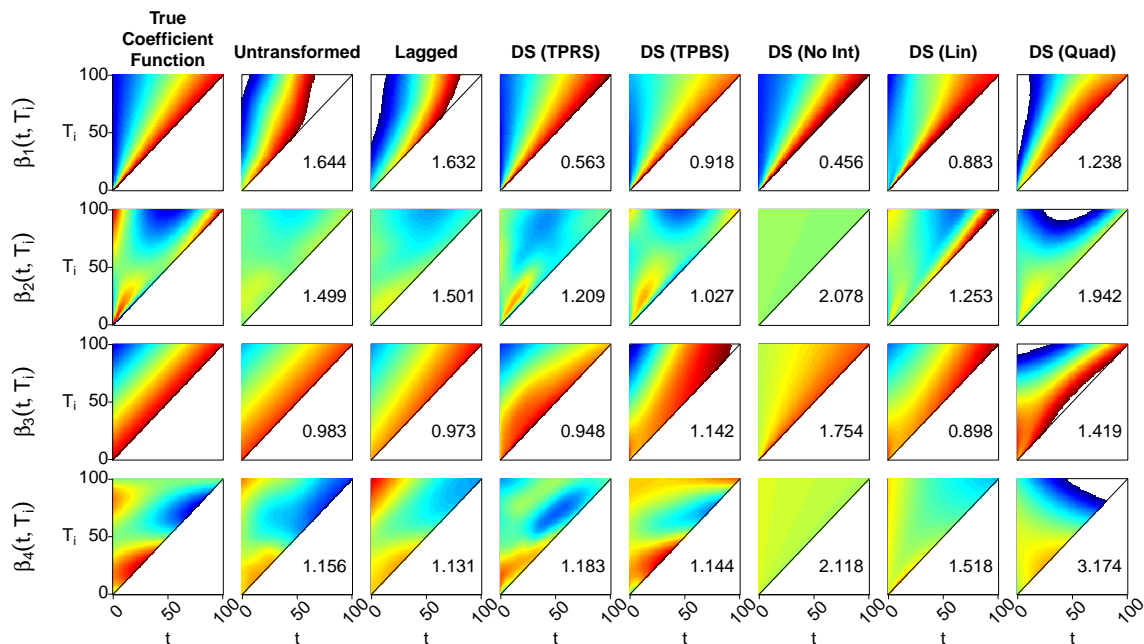 True
Coefficient
Function
Untransformed
Lagged
DS (TPRS)
DS (TPBS)
DS (No Int)
DS (Lin)
DS (Quad)
β1(t, Ti)
Ti
100
50
0
1.644
1.632
0.563
0.918
0.456
0.883
1.238
β2(t, Ti)
Ti
100
50
0
1.499
1.501
1.209
1.027
2.078
1.253
1.942
β3(t, Ti)
Ti
100
50
0
0.983
0.973
0.948
1.142
1.754
0.898
1.419
β4(t, Ti)
Ti
100
50
0
1.156
1.131
1.183
1.144
2.118
1.518
3.174
0 50 100 0 50 100 0 50 100 0 50 100 0 50 100 0 50 100 0 50 100 0 50 100
t t t t t t t t